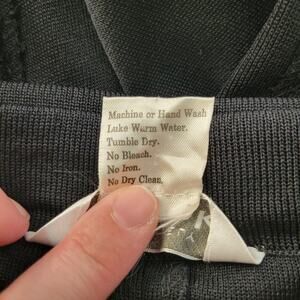 Machine or Hand Wash
Luke Warm Water.
Tumble Dry.
No Bleach.
No Iron.
No Dry Clean.